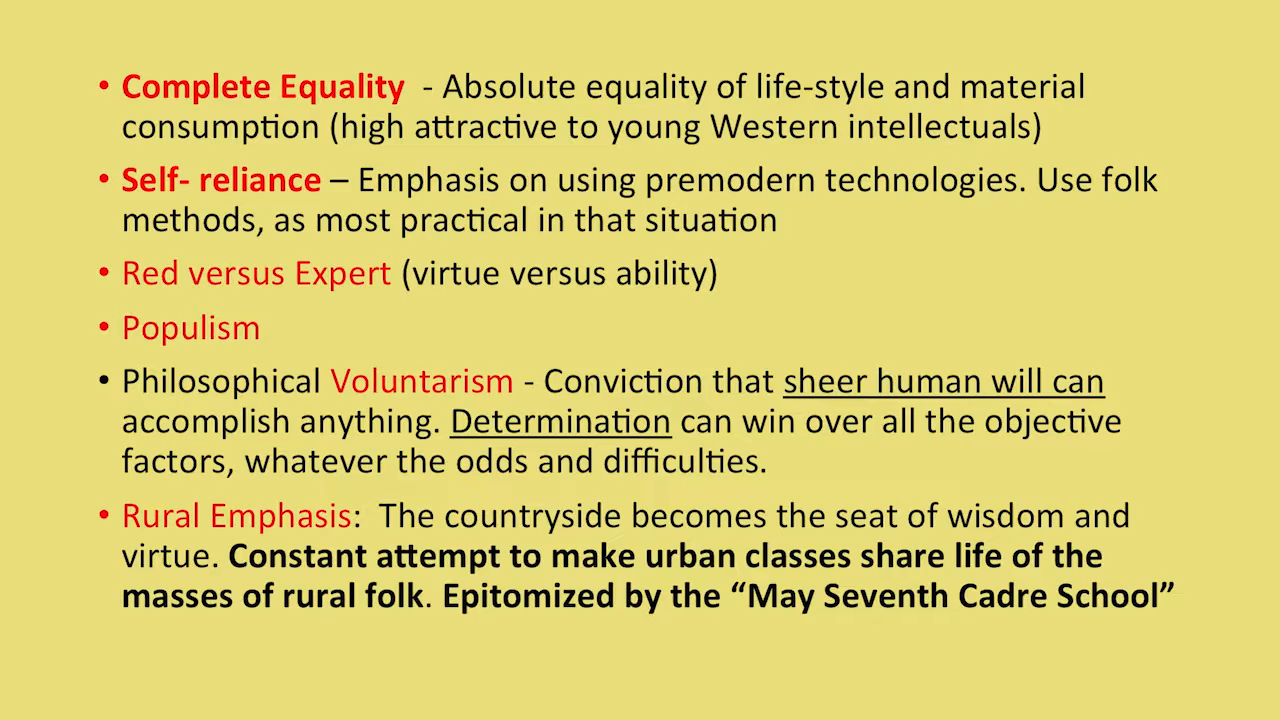 • Complete Equality - Absolute equality of life-style and material
consumption (high attractive to young Western intellectuals)
• Self- reliance – Emphasis on using premodern technologies. Use folk
methods, as most practical in that situation
• Red versus Expert (virtue versus ability)
• Populism
• Philosophical Voluntarism - Conviction that sheer human will can
accomplish anything. Determination can win over all the objective
factors, whatever the odds and difficulties.
• Rural Emphasis: The countryside becomes the seat of wisdom and
virtue. Constant attempt to make urban classes share life of the
masses of rural folk. Epitomized by the “May Seventh Cadre School”